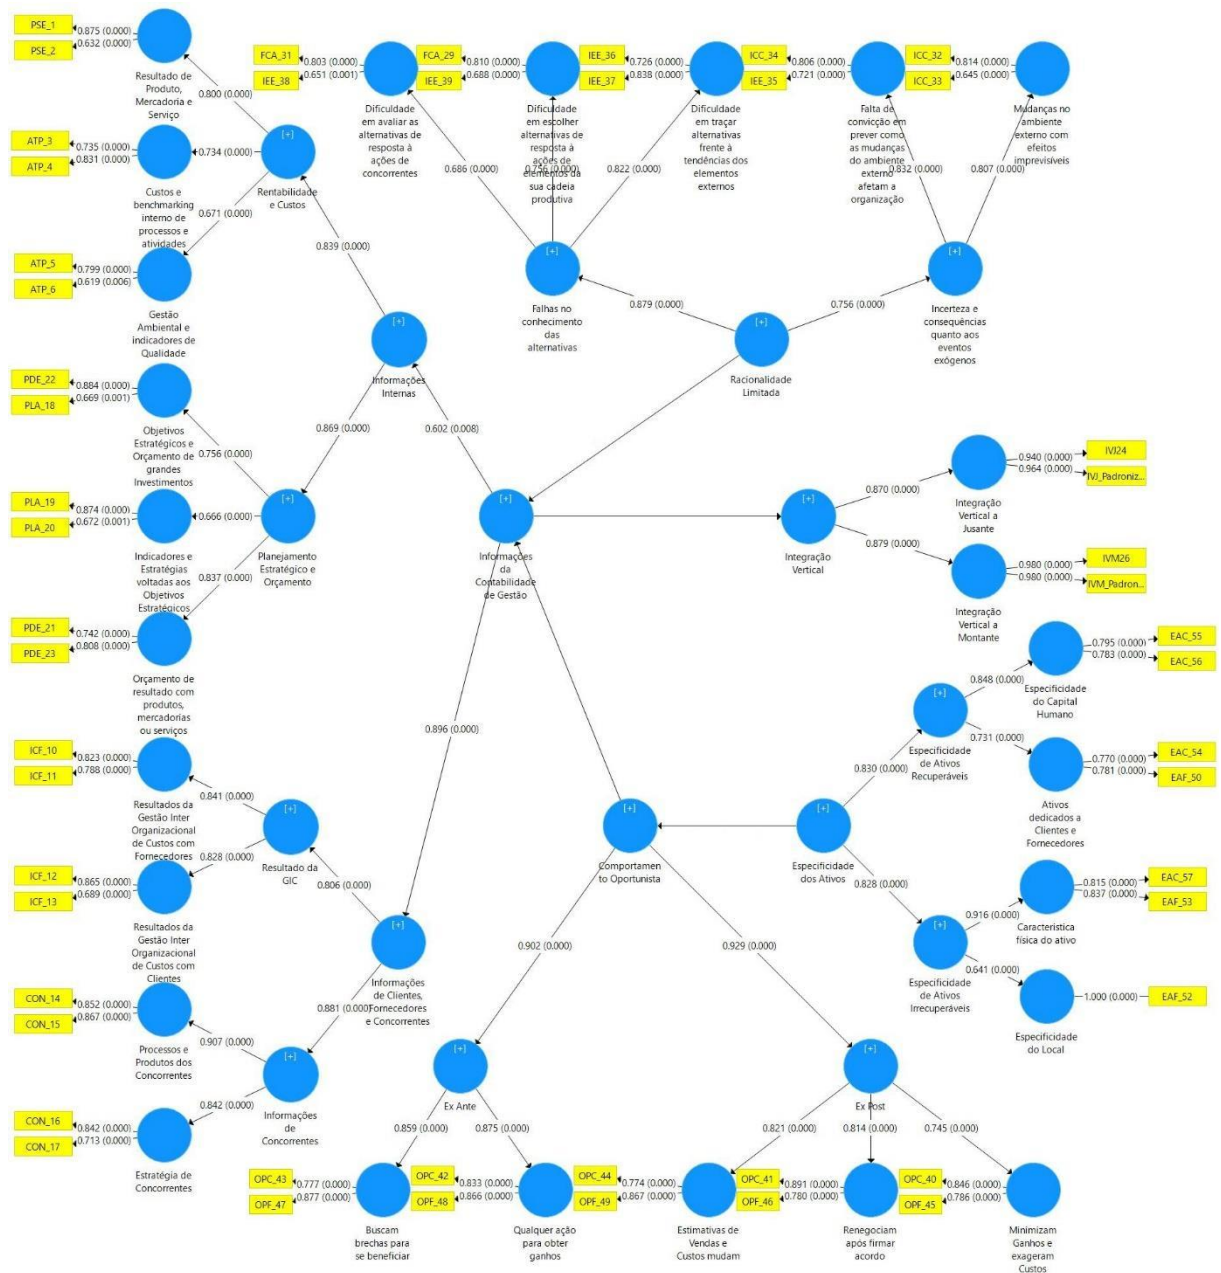 PSE_1
0.875 (0.000)
PSE_2
0.632 (0.000)
Resultado de
Produto,
Mercadoria e
Serviço
0.800 (0.000)
ATP_3
0.735 (0.000)
ATP_4
0.831 (0.000)
Custos e
benchmarking
interno de
processos e
atividades
0.734 (0.000)
[+]
Rentabilidade
e Custos
0.671 (0.000)
ATP_5
0.799 (0.000)
ATP_6
0.619 (0.006)
Gestão
Ambiental e
indicadores de
Qualidade
0.839 (0.000)
[+]
Informações
Internas
PDE_22
0.884 (0.000)
PLA_18
0.669 (0.001)
Objetivos
Estratégicos e
Orçamento de
grandes
Investimentos
0.869 (0.000)
0.602 (0.008)
0.756 (0.000)
PLA_19
0.874 (0.000)
PLA_20
0.672 (0.001)
Indicadores e
Estratégias
voltadas aos
Objetivos
Estratégicos
0.666 (0.000)
[+]
Planejamento
Estratégico e
Orçamento
0.837 (0.000)
PDE_21
0.742 (0.000)
PDE_23
0.808 (0.000)
Orçamento de
resultado com
produtos,
mercadorias
ou serviços
FCA_31
0.803 (0.000)
IEE_38
0.651 (0.001)
Dificuldade
em avaliar as
alternativas de
resposta à
ações de
concorrentes
FCA_29
0.810 (0.000)
IEE_39
0.688 (0.000)
Dificuldade
em escolher
alternativas de
resposta à
ações de
elementos da
sua cadeia
produtiva
IEE_36
0.726 (0.000)
IEE_37
0.838 (0.000)
Dificuldade
em traçar
alternativas
frente à
tendências dos
elementos
externos
ICC_34
0.806 (0.000)
IEE_35
0.721 (0.000)
Falta de
convicção em
prever como
as mudanças
do ambiente
externo
afetam a
organização
ICC_32
0.814 (0.000)
ICC_33
0.645 (0.000)
Mudanças no
ambiente
externo com
efeitos
imprevisíveis
0.686 (0.000)
0.756 (0.000)
0.822 (0.000)
0.832 (0.000)
0.807 (0.000)
[+]
Falhas no
conhecimento
das
alternativas
[+]
Incerteza e
consequências
quanto aos
eventos
exógenos
0.879 (0.000)
0.756 (0.000)
[+]
Racionalidade
Limitada
[+]
Informações
da
Contabilidade
de Gestão
[+]
Integração
Vertical
0.870 (0.000)
0.879 (0.000)
Integração
Vertical a
Jusante
0.940 (0.000)
IVJ24
0.964 (0.000)
IVJ_Padroniz...
Integração
Vertical a
Montante
0.980 (0.000)
IVM26
0.980 (0.000)
IVM_Padron...
0.896 (0.000)
ICF_10
0.823 (0.000)
ICF_11
0.788 (0.000)
Resultados da
Gestão Inter
Organizacional
de Custos com
Fornecedores
0.841 (0.000)
[+]
Resultado da
GIC
0.828 (0.000)
ICF_12
0.865 (0.000)
ICF_13
0.689 (0.000)
Resultados da
Gestão Inter
Organizacional
de Custos com
Clientes
0.806 (0.000)
[+]
Informações
de Clientes,
Fornecedores
e Concorrentes
0.881 (0.000)
CON_14
0.852 (0.000)
CON_15
0.867 (0.000)
Processos e
Produtos dos
Concorrentes
0.907 (0.000)
[+]
Informações
de
Concorrentes
0.842 (0.000)
CON_16
0.842 (0.000)
CON_17
0.713 (0.000)
Estratégia de
Concorrentes
[+]
Comportamen
to Oportunista
[+]
Especificidade
dos Ativos
0.830 (0.000)
0.828 (0.000)
[+]
Especificidade
de Ativos
Recuperáveis
0.848 (0.000)
0.731 (0.000)
Especificidade
do Capital
Humano
0.795 (0.000)
EAC_55
0.783 (0.000)
EAC_56
Ativos
dedicados a
Clientes e
Fornecedores
0.770 (0.000)
EAC_54
0.781 (0.000)
EAF_50
[+]
Especificidade
de Ativos
Irrecuperáveis
0.916 (0.000)
0.641 (0.000)
Caracteristica
física do ativo
0.815 (0.000)
EAC_57
0.837 (0.000)
EAF_53
Especificidade
do Local
1.000 (0.000)
EAF_52
0.902 (0.000)
0.929 (0.000)
[+]
Ex Ante
[+]
Ex Post
0.859 (0.000)
0.875 (0.000)
0.821 (0.000)
0.814 (0.000)
0.745 (0.000)
OPC_43
0.777 (0.000)
OPF_47
0.877 (0.000)
Buscam
brechas para
se beneficiar
OPC_42
0.833 (0.000)
OPF_48
0.866 (0.000)
Qualquer ação
para obter
ganhos
OPC_44
0.774 (0.000)
OPF_49
0.867 (0.000)
Estimativas de
Vendas e
Custos mudam
OPC_41
0.891 (0.000)
OPF_46
0.780 (0.000)
Renegociam
após firmar
acordo
OPC_40
0.846 (0.000)
OPF_45
0.786 (0.000)
Minimizam
Ganhos e
exageram
Custos